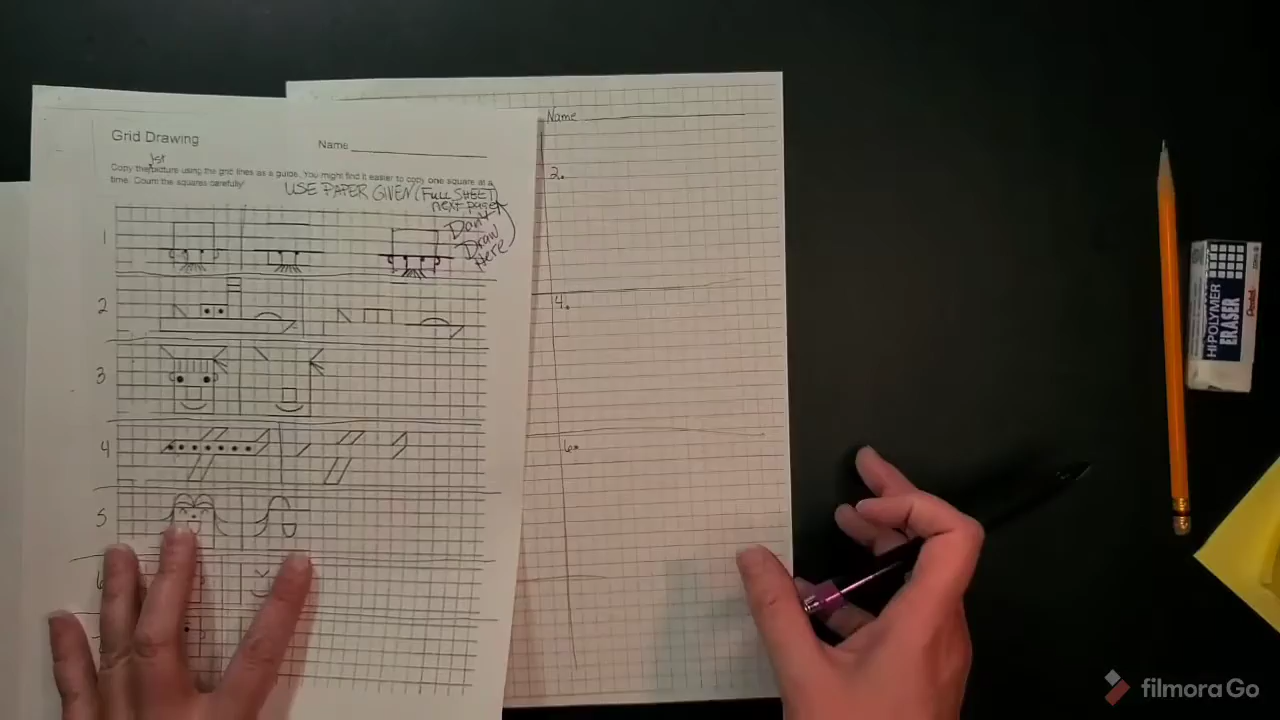 Grid Drawing
Name
1st
Copy the picture using the grid lines as a guide. You might find it easier to copy one square at a
time. Count the squares carefully!
USE PAPER GIVEN (FULL SHEET)
next page
Don't
Draw
Here
1
2
3
4
5
6
Name
2.
4.
6.
HI-POLYMER
ERASER
Pentel
filmoraGo